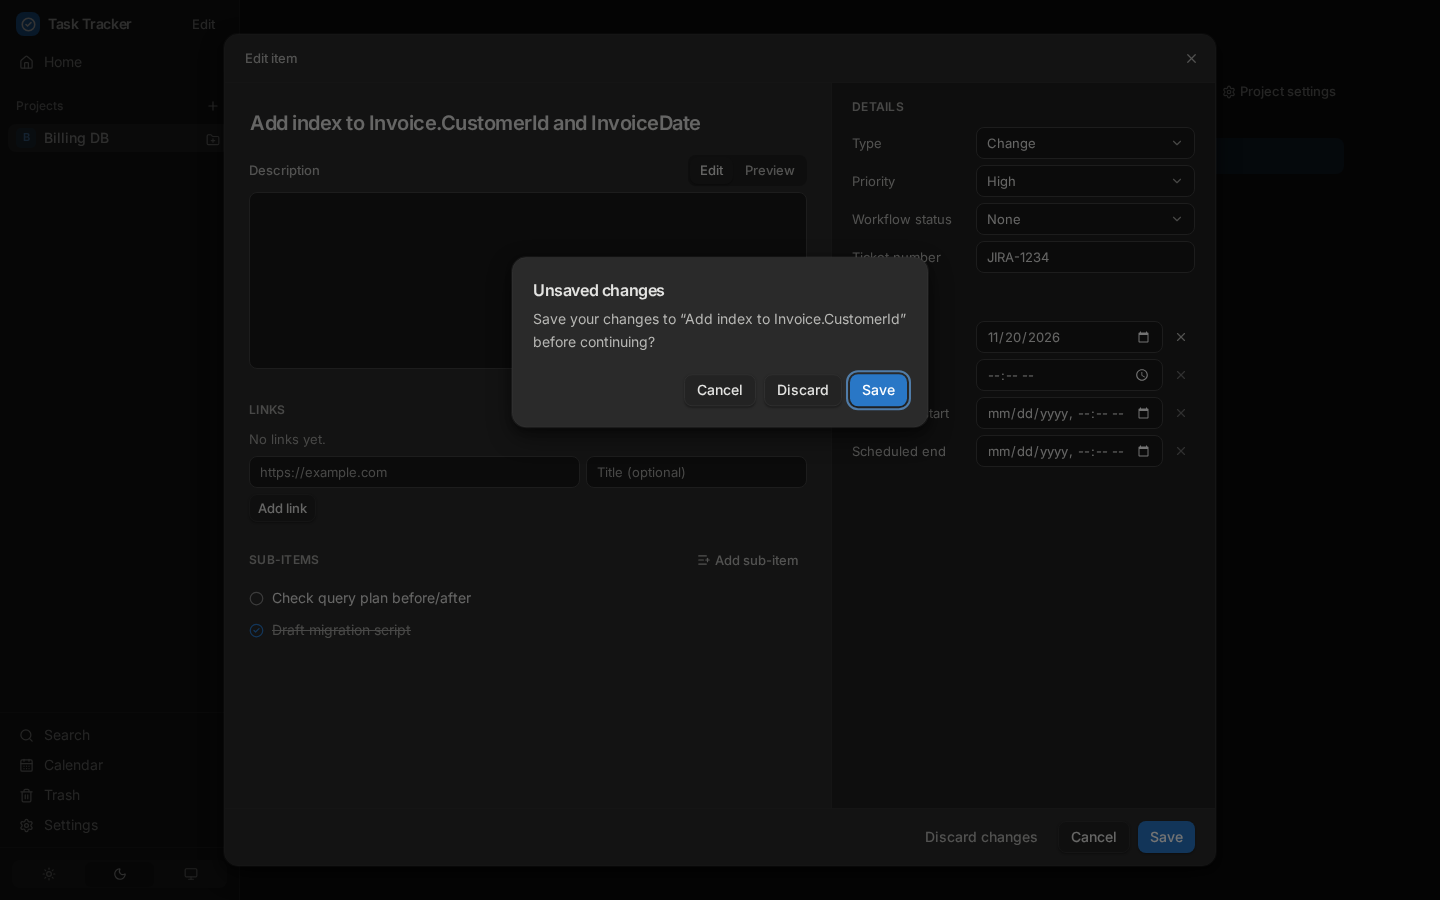 Task Tracker
Edit
Home
Projects
B
Billing DB
Search
Calendar
Trash
Settings
Project settings
Edit item
Add index to Invoice.CustomerId and InvoiceDate
Description
Edit
Preview
LINKS
No links yet.
https://example.com
Title (optional)
Add link
SUB-ITEMS
Add sub-item
Check query plan before/after
Draft migration script
DETAILS
Type
Change
Priority
High
Workflow status
None
Ticket number
JIRA-1234
11/20/2026
--:-- --
mm/dd/yyyy, --:-- --
Scheduled end
mm/dd/yyyy, --:-- --
Discard changes
Cancel
Save
Unsaved changes
Save your changes to “Add index to Invoice.CustomerId”
before continuing?
Cancel
Discard
Save